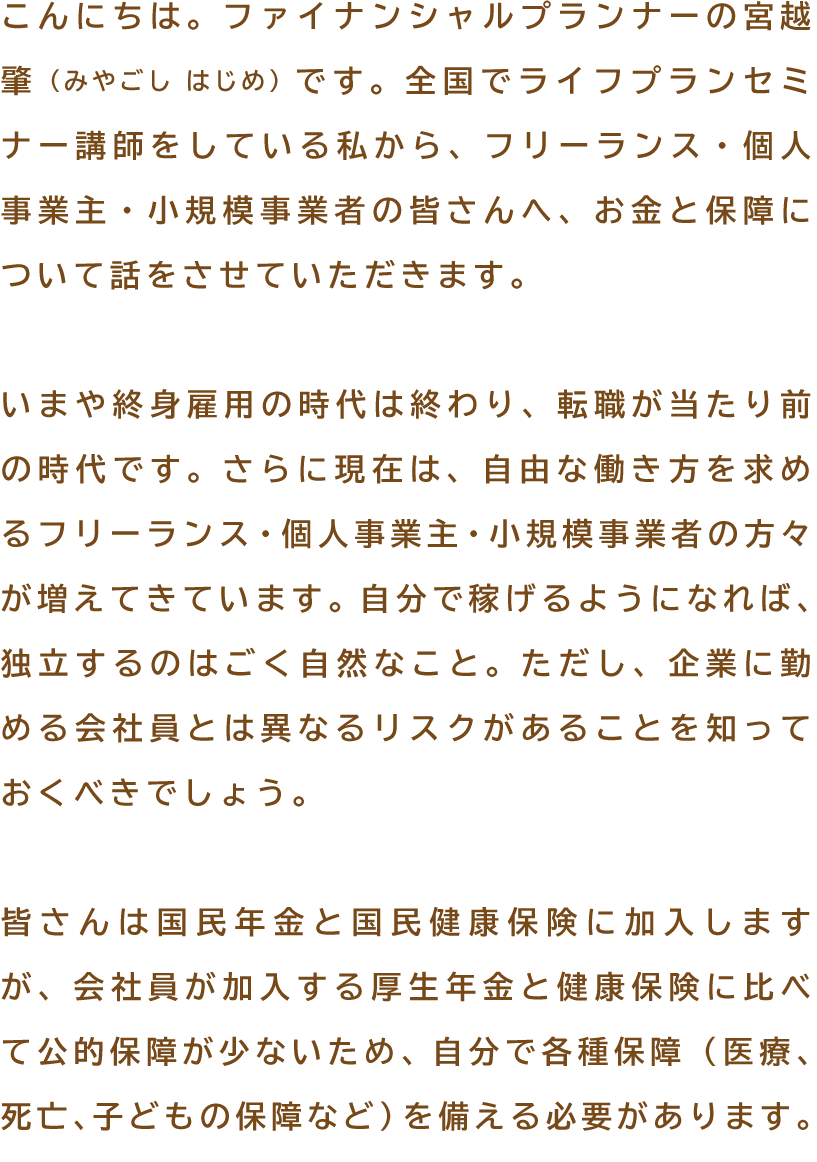 こんにちは。ファイナンシャルプランナーの宮越
肇（みやごし はじめ）です。全国でライフプランセミ
ナー講師をしている私から、フリーランス・個人
事業主・小規模事業者の皆さんへ、お金と保障に
ついて話をさせていただきます。
いまや終身雇用の時代は終わり、転職が当たり前
の時代です。さらに現在は、自由な働き方を求め
るフリーランス・個人事業主・小規模事業者の方々
が増えてきています。自分で稼げるようになれば、
独立するのはごく自然なこと。ただし、企業に勤
める会社員とは異なるリスクがあることを知って
おくべきでしょう。
皆さんは国民年金と国民健康保険に加入します
が、会社員が加入する厚生年金と健康保険に比べ
て公的保障が少ないため、自分で各種保障（医療、
死亡、子どもの保障など）を備える必要があります。